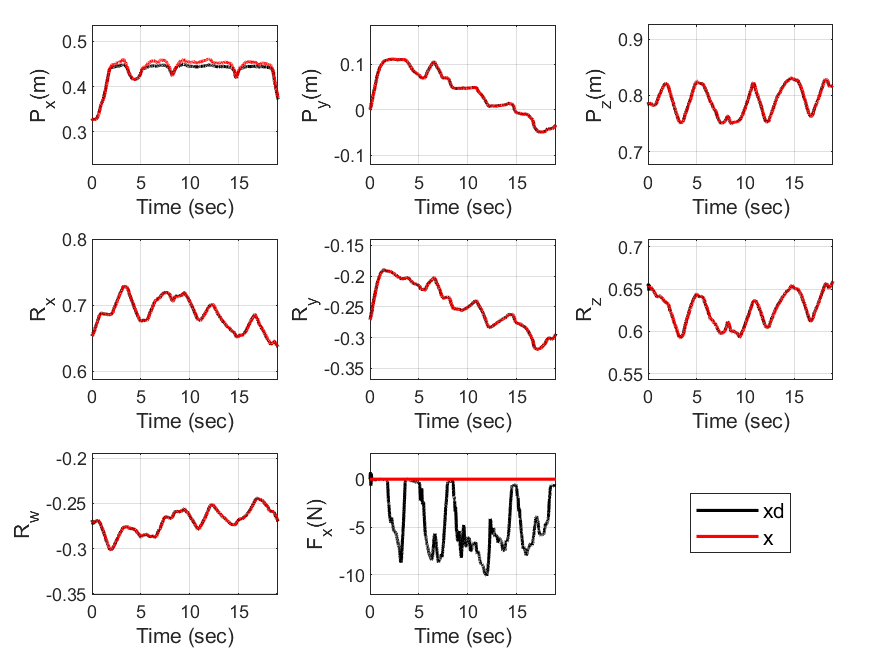 0.5
0.4
0.3
P_x(m)
0 5 10 15
Time (sec)
0.1
0
-0.1
P_y(m)
0 5 10 15
Time (sec)
0.9
0.8
0.7
P_z(m)
0 5 10 15
Time (sec)
0.8
0.7
0.6
R_x
0 5 10 15
Time (sec)
-0.15
-0.2
-0.25
-0.3
-0.35
R_y
0 5 10 15
Time (sec)
0.7
0.65
0.6
0.55
R_z
0 5 10 15
Time (sec)
-0.2
-0.25
-0.3
-0.35
R_w
0 5 10 15
Time (sec)
0
-5
-10
F_x(N)
0 5 10 15
Time (sec)
xd
x